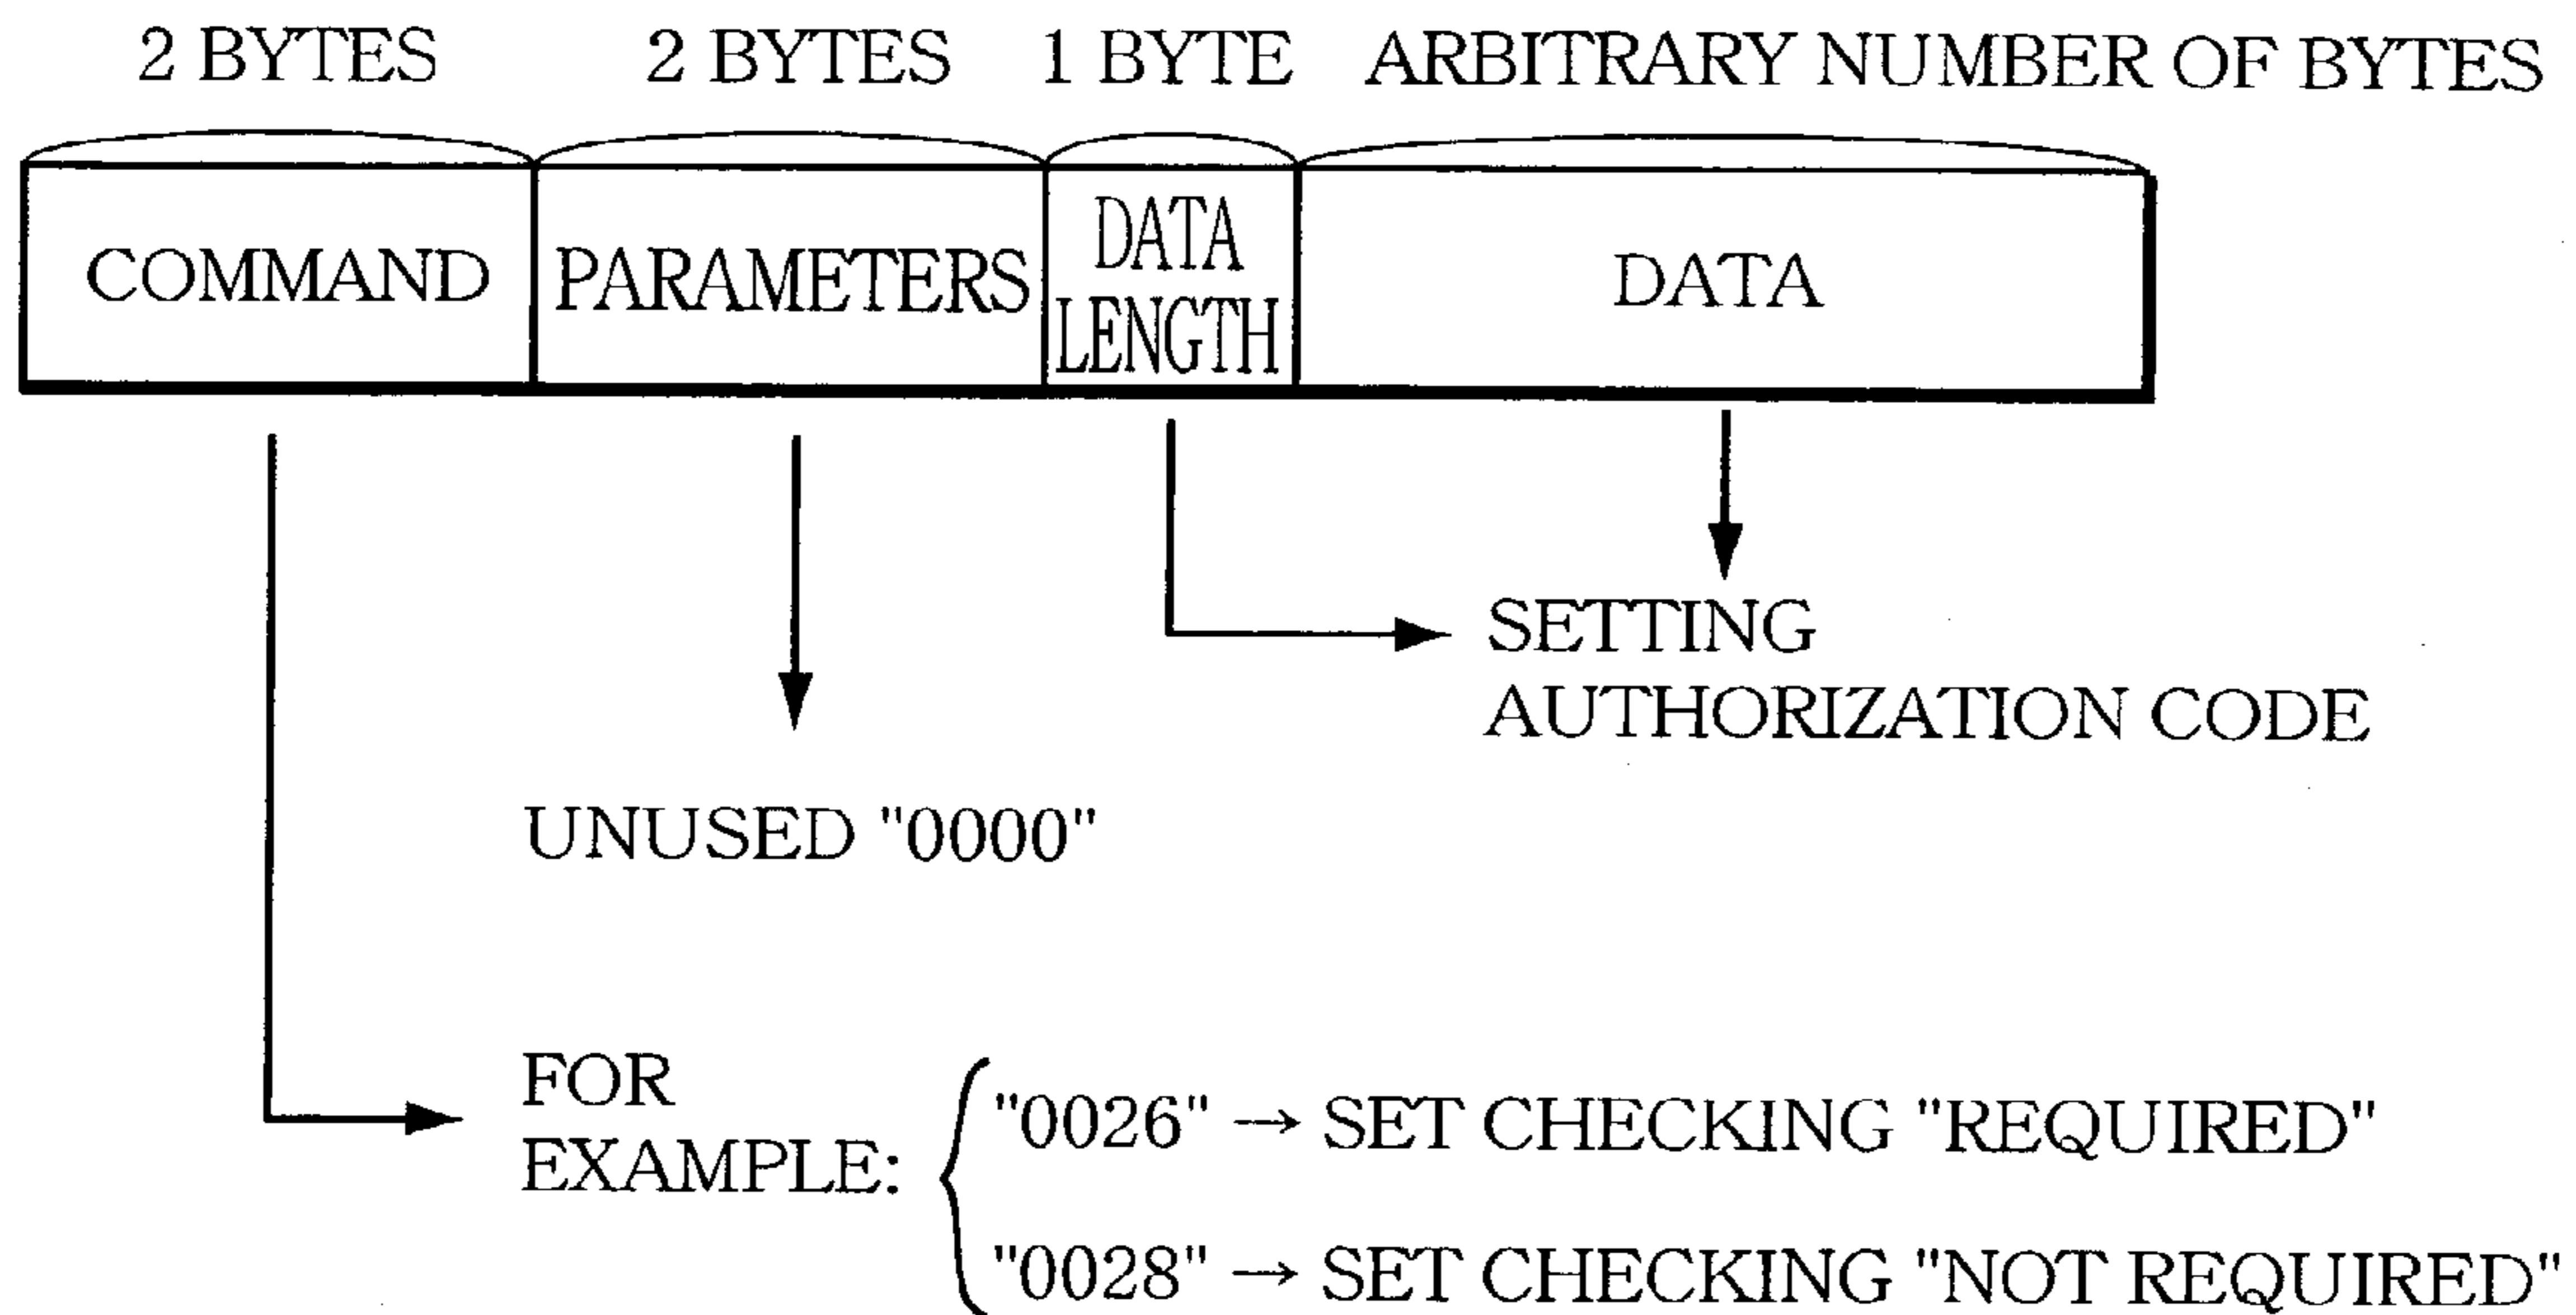 2 BYTES 2 BYTES 1 BYTE ARBITRARY NUMBER OF BYTES
COMMAND
PARAMETERS
DATA
LENGTH
DATA
SETTING
AUTHORIZATION CODE
UNUSED "0000"
FOR
EXAMPLE:
"0026" → SET CHECKING "REQUIRED"
"0028" → SET CHECKING "NOT REQUIRED"